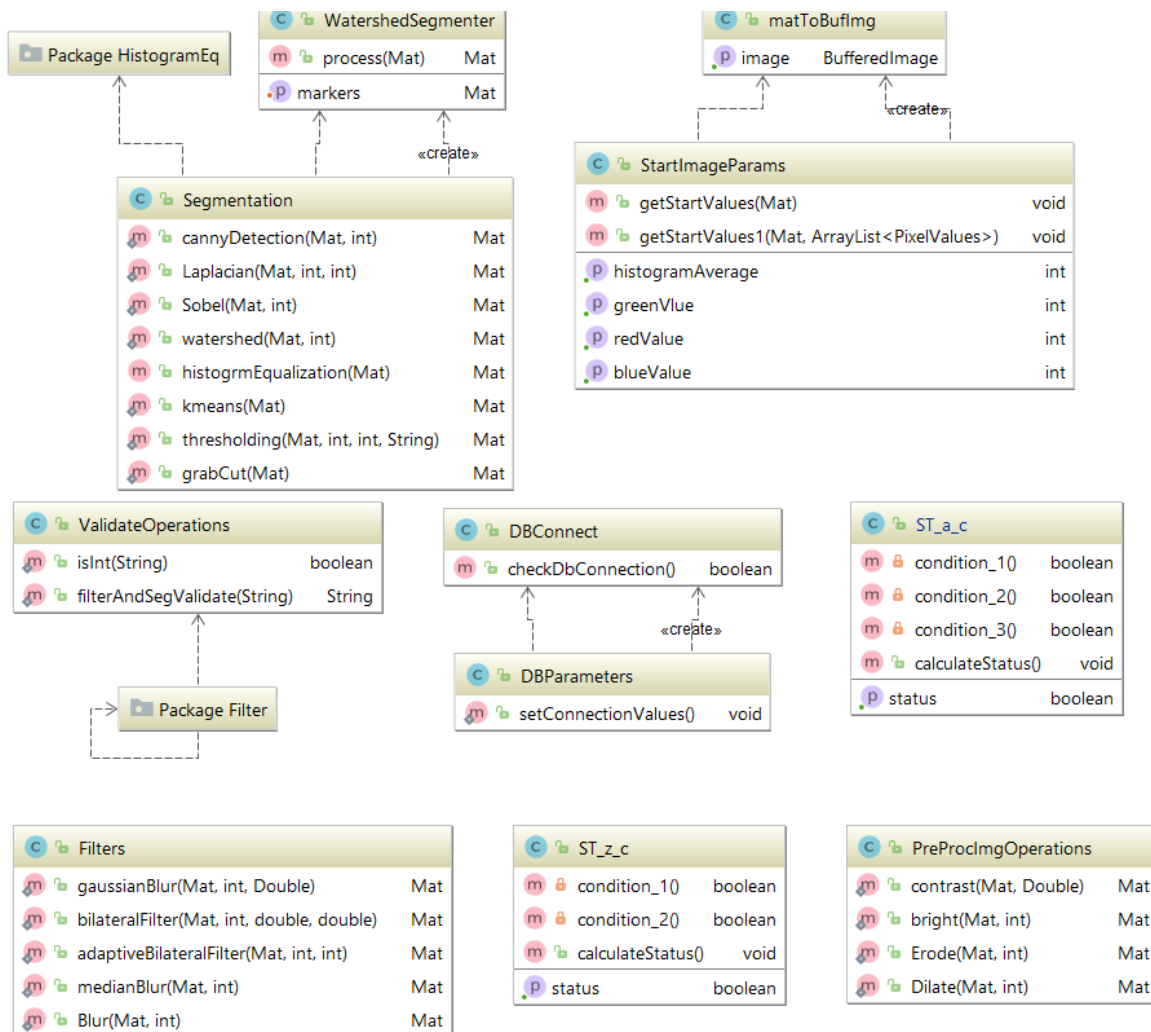 WatershedSegmenter
process(Mat) Mat
markers Mat
Package HistogramEq
matToBufImg
image BufferedImage
«create»
«create»
Segmentation
cannyDetection(Mat, int) Mat
Laplacian(Mat, int, int) Mat
Sobel(Mat, int) Mat
watershed(Mat, int) Mat
histogrmEqualization(Mat) Mat
kmeans(Mat) Mat
thresholding(Mat, int, int, String) Mat
grabCut(Mat) Mat
StartImageParams
getStartValues(Mat) void
getStartValues1(Mat, ArrayList<PixelValues>) void
histogramAverage int
greenVlue int
redValue int
blueValue int
ValidateOperations
isInt(String) boolean
filterAndSegValidate(String) String
Package Filter
DBConnect
checkDbConnection() boolean
«create»
DBParameters
setConnectionValues() void
ST_a_c
condition_1() boolean
condition_2() boolean
condition_3() boolean
calculateStatus() void
status boolean
Filters
gaussianBlur(Mat, int, Double) Mat
bilateralFilter(Mat, int, double, double) Mat
adaptiveBilateralFilter(Mat, int, int) Mat
medianBlur(Mat, int) Mat
Blur(Mat, int) Mat
ST_z_c
condition_1() boolean
condition_2() boolean
calculateStatus() void
status boolean
PreProcImgOperations
contrast(Mat, Double) Mat
bright(Mat, int) Mat
Erode(Mat, int) Mat
Dilate(Mat, int) Mat